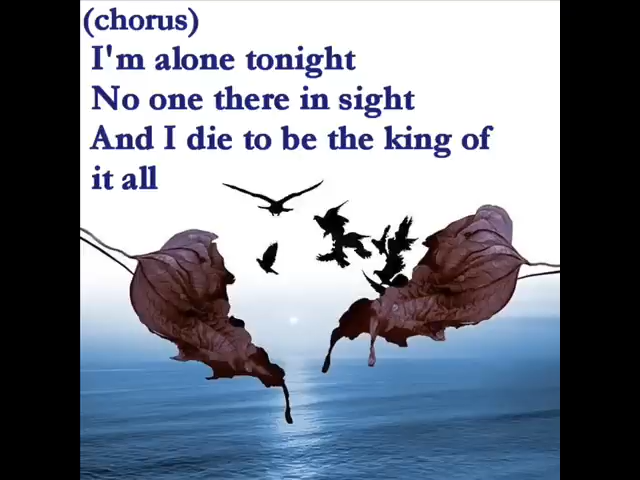 (chorus)
I'm alone tonight
No one there in sight
And I die to be the king of
it all